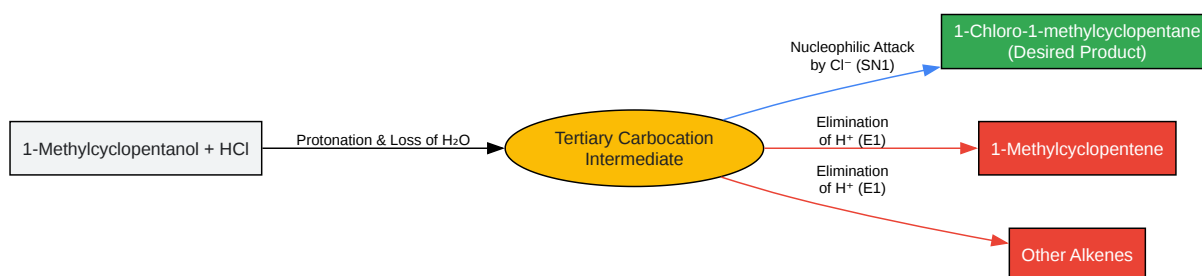 1-Chloro-1-methylcyclopentane
(Desired Product)
Nucleophilic Attack
by Cl⁻ (SN1)
1-Methylcyclopentanol + HCl
Protonation & Loss of H₂O
Tertiary Carbocation
Intermediate
Elimination
of H⁺ (E1)
1-Methylcyclopentene
Elimination
of H⁺ (E1)
Other Alkenes